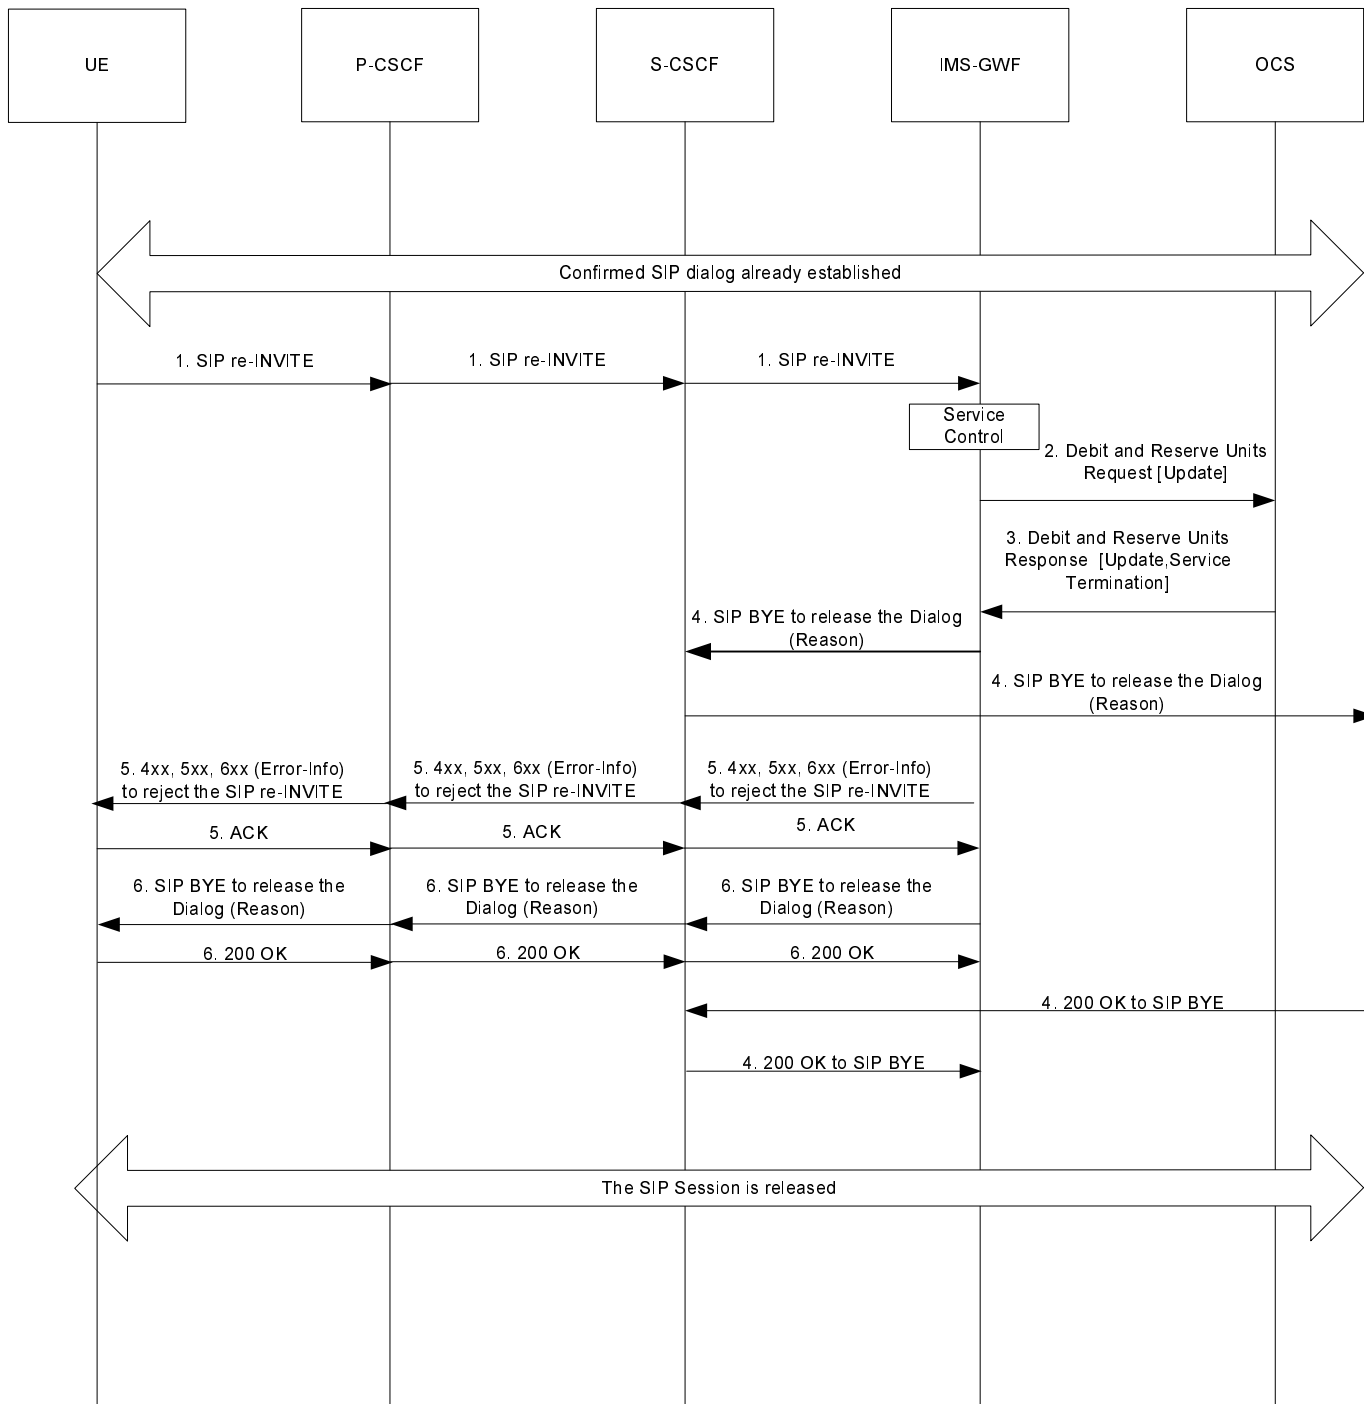 UE
P-CSCF
S-CSCF
IMS-GWF
OCS
Confirmed SIP dialog already established
1. SIP re-INVITE
1. SIP re-INVITE
1. SIP re-INVITE
Service
Control
2. Debit and Reserve Units
Request [Update]
3. Debit and Reserve Units
Response [Update,Service
Termination]
4. SIP BYE to release the Dialog
(Reason)
4. SIP BYE to release the Dialog
(Reason)
5. 4xx, 5xx, 6xx (Error-Info)
to reject the SIP re-INVITE
5. 4xx, 5xx, 6xx (Error-Info)
to reject the SIP re-INVITE
5. 4xx, 5xx, 6xx (Error-Info)
to reject the SIP re-INVITE
5. ACK
5. ACK
5. ACK
6. SIP BYE to release the
Dialog (Reason)
6. SIP BYE to release the
Dialog (Reason)
6. SIP BYE to release the
Dialog (Reason)
6. 200 OK
6. 200 OK
6. 200 OK
4. 200 OK to SIP BYE
4. 200 OK to SIP BYE
The SIP Session is released